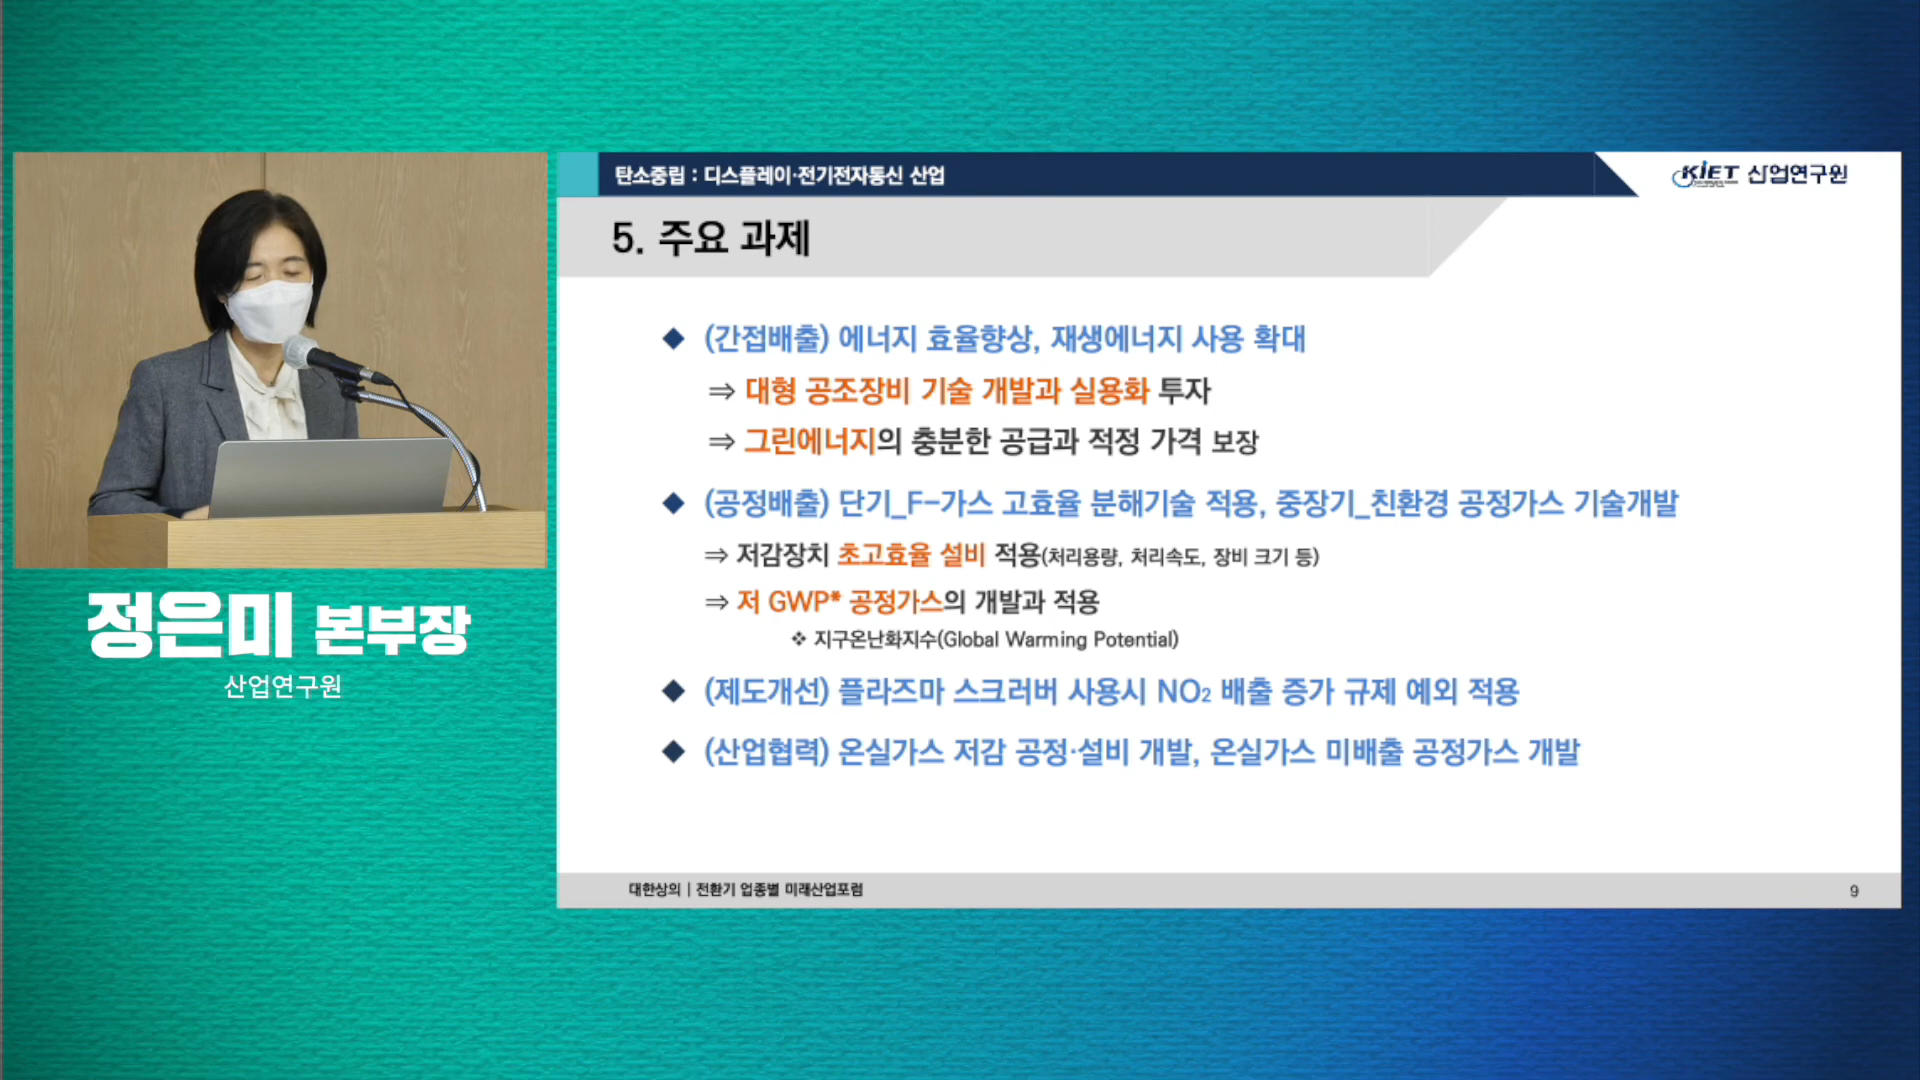 정은미 본부장
산업연구원
탄소중립 : 디스플레이·전기전자통신 산업
KIET 산업연구원
5. 주요 과제
◆ (간접배출) 에너지 효율향상, 재생에너지 사용 확대
⇒ 대형 공조장비 기술 개발과 실용화 투자
⇒ 그린에너지의 충분한 공급과 적정 가격 보장
◆ (공정배출) 단기_F-가스 고효율 분해기술 적용, 중장기_친환경 공정가스 기술개발
⇒ 저감장치 초고효율 설비 적용(처리용량, 처리속도, 장비 크기 등)
⇒ 저 GWP* 공정가스의 개발과 적용
❖ 지구온난화지수(Global Warming Potential)
◆ (제도개선) 플라즈마 스크러버 사용시 NO₂ 배출 증가 규제 예외 적용
◆ (산업협력) 온실가스 저감 공정·설비 개발, 온실가스 미배출 공정가스 개발
대한상의 | 전환기 업종별 미래산업포럼
9